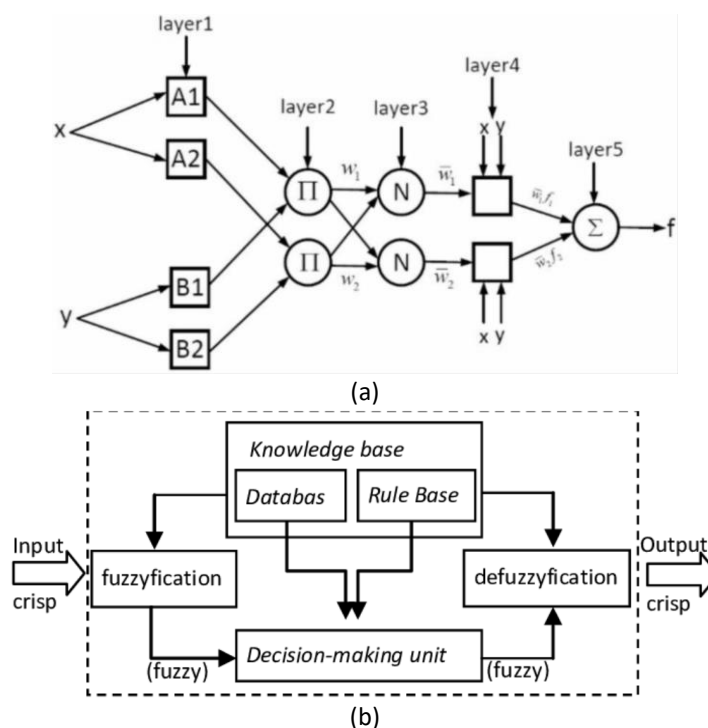 layer1
A1
layer4
x
layer2
layer3
x y
A2
w₁
w̅₁
layer5
Π
N
w̅₁f₁
Σ
f
Π
N
w̅₂f₂
B1
w₂
w̅₂
y
B2
x y
(a)
Knowledge base
Databas
Rule Base
Input
Output
fuzzyfication
defuzzyfication
crisp
crisp
(fuzzy)
Decision-making unit
(fuzzy)
(b)